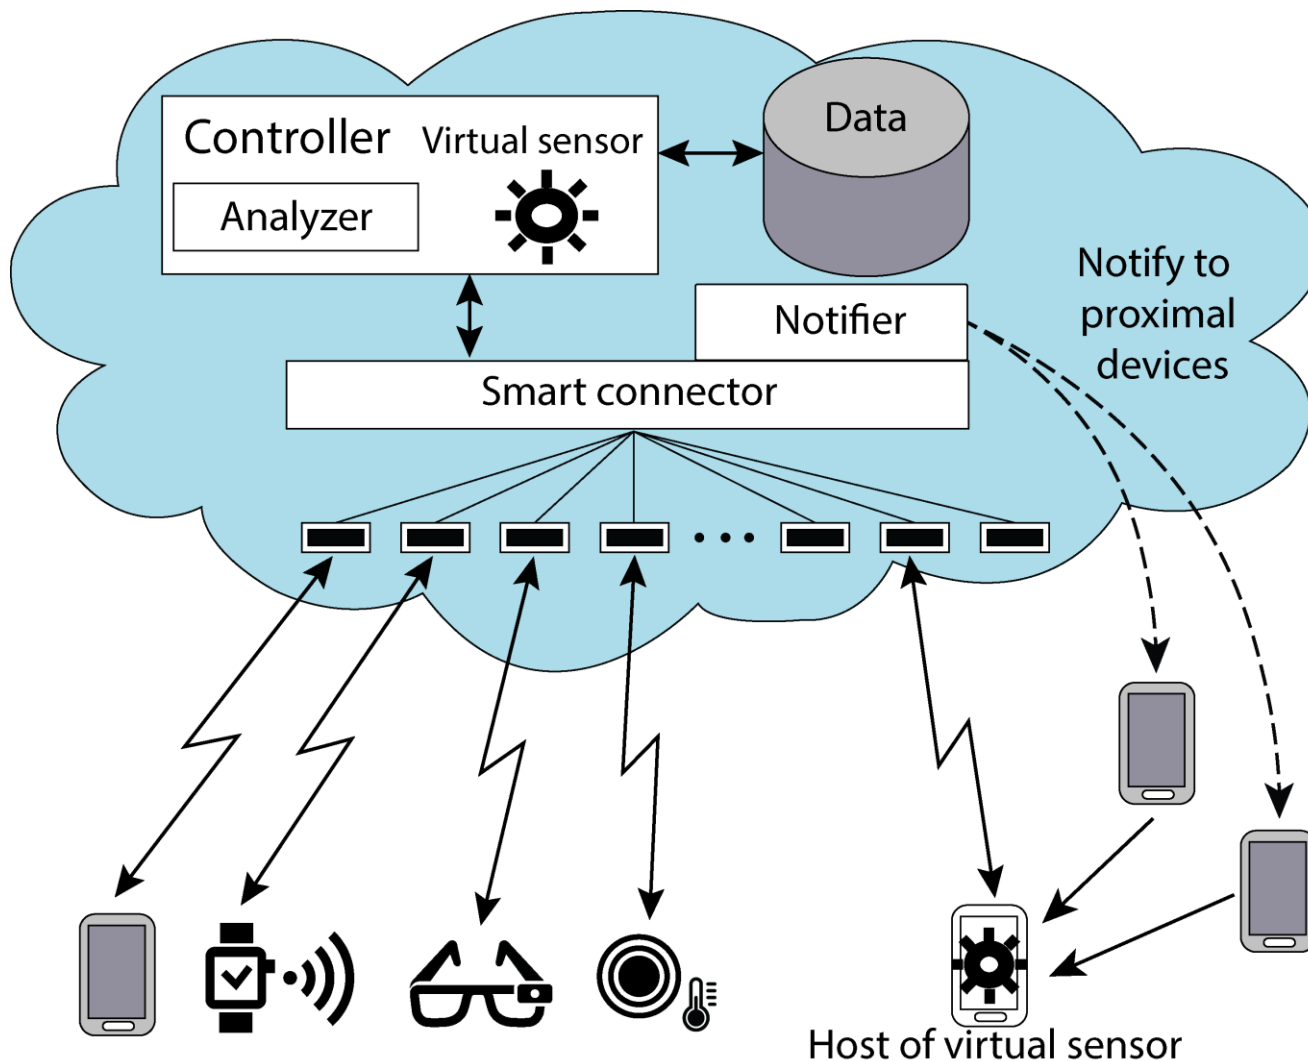 Controller
Virtual sensor
Analyzer
Data
Notify to
proximal
devices
Notifier
Smart connector
Host of virtual sensor